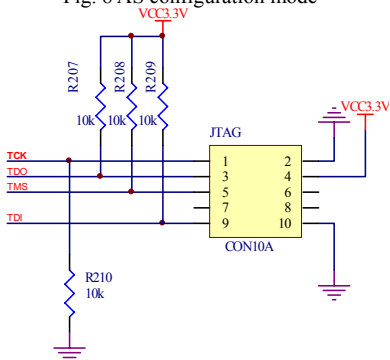 Fig. 8 AS configuration mode
VCC3.3V
R207
R208
R209
10k
10k
10k
VCC3.3V
JTAG
TCK
1
2
TDO
3
4
TMS
5
6
7
8
TDI
9
10
CON10A
R210
10k